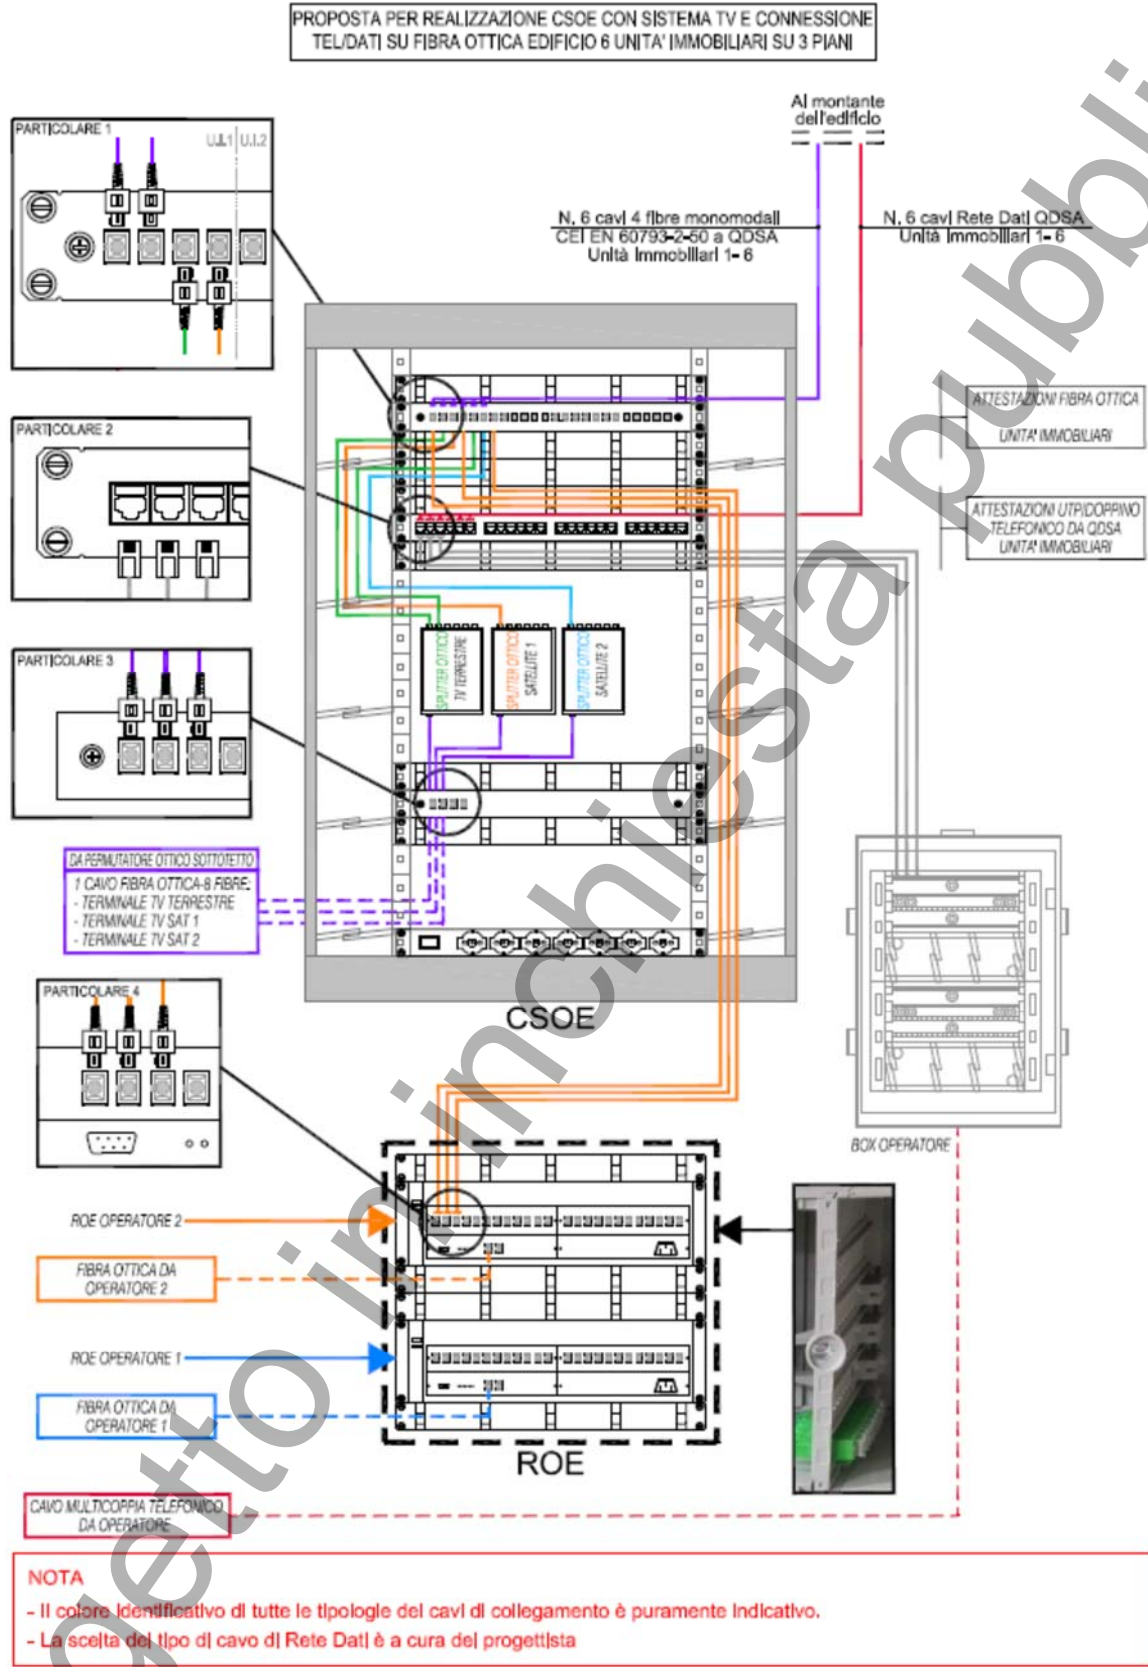 PROPOSTA PER REALIZZAZIONE CSOE CON SISTEMA TV E CONNESSIONE
TEL/DATI SU FIBRA OTTICA EDIFICIO 6 UNITA' IMMOBILIARI SU 3 PIANI
Al montante
dell'edificio
PARTICOLARE 1
U.I.1 U.I.2
N. 6 cavi 4 fibre monomodali
CEI EN 60793-2-50 a QDSA
Unità Immobiliari 1- 6
N. 6 cavi Rete Dati QDSA
Unità Immobiliari 1- 6
ATTESTAZIONI FIBRA OTTICA
UNITA' IMMOBILIARI
PARTICOLARE 2
ATTESTAZIONI UTP/DOPPINO
TELEFONICO DA QDSA
UNITA' IMMOBILIARI
PARTICOLARE 3
SPLITTER OTTICO
TV TERRESTRE
SPLITTER OTTICO
SATELLITE 1
SPLITTER OTTICO
SATELLITE 2
DA PERMUTATORE OTTICO SOTTOTETTO
1 CAVO FIBRA OTTICA-8 FIBRE:
- TERMINALE TV TERRESTRE
- TERMINALE TV SAT 1
- TERMINALE TV SAT 2
CSOE
PARTICOLARE 4
BOX OPERATORE
ROE OPERATORE 2
FIBRA OTTICA DA
OPERATORE 2
ROE OPERATORE 1
FIBRA OTTICA DA
OPERATORE 1
ROE
CAVO MULTICOPPIA TELEFONICO
DA OPERATORE
NOTA
- Il colore identificativo di tutte le tipologie dei cavi di collegamento è puramente indicativo.
- La scelta del tipo di cavo di Rete Dati è a cura del progettista
getto in inchiesta pubbli